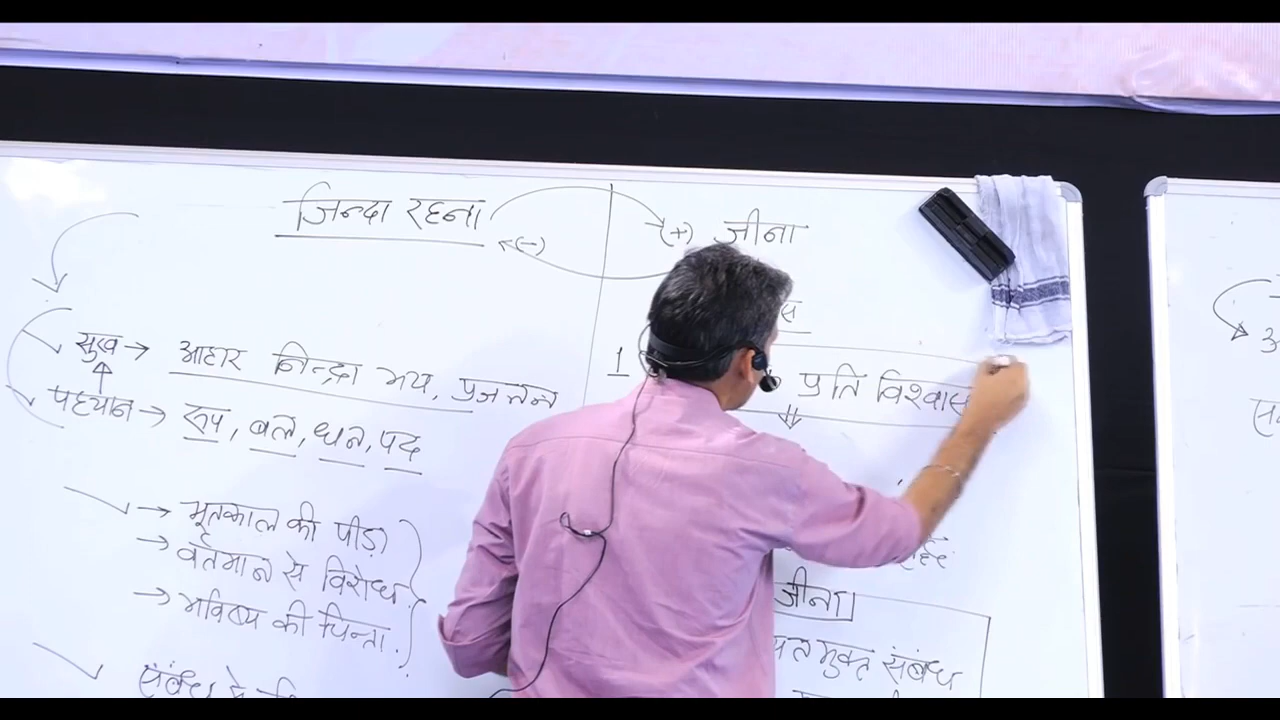 जिन्दा रहना (-)
(+) जीना
सुख → आहार निन्द्रा भय, प्रजनन
पहचान → रूप, बल, धन, पद
→ भूतकाल की पीड़ा
→ वर्तमान से विरोध
→ भविष्य की चिन्ता
संबंध
1 प्रति विश्वास
जीना
मुक्त संबंध